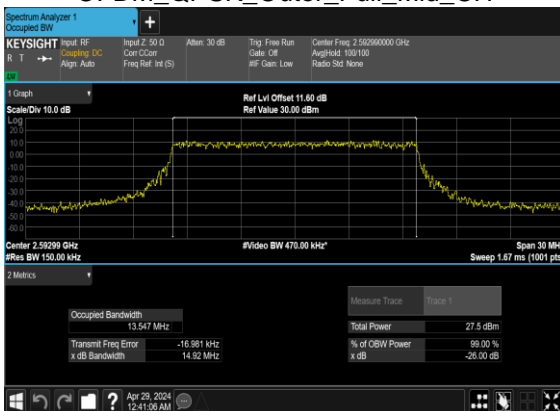 Spectrum Analyzer 1
Occupied BW
KEYSIGHT
R T
LV
Input: RF
Coupling: DC
Align: Auto
Input Z: 50 Ω
Corr CCorr
Freq Ref: Int (S)
Atten: 30 dB
Trig: Free Run
Gate: Off
#IF Gain: Low
Center Freq: 2.592990000 GHz
Avg|Hold: 100/100
Radio Std: None
1 Graph
Scale/Div 10.0 dB
Ref Lvl Offset 11.60 dB
Ref Value 30.00 dBm
Log
20.0
10.0
0.00
-10.0
-20.0
-30.0
-40.0
-50.0
-60.0
Center 2.59299 GHz
#Res BW 150.00 kHz
#Video BW 470.00 kHz*
Span 30 MH
Sweep 1.67 ms (1001 pts
2 Metrics
Measure Trace
Trace 1
Occupied Bandwidth
13.547 MHz
Total Power
27.5 dBm
Transmit Freq Error
-16.981 kHz
% of OBW Power
99.00 %
x dB Bandwidth
14.92 MHz
x dB
-26.00 dB
?
Apr 29, 2024
12:41:06 AM